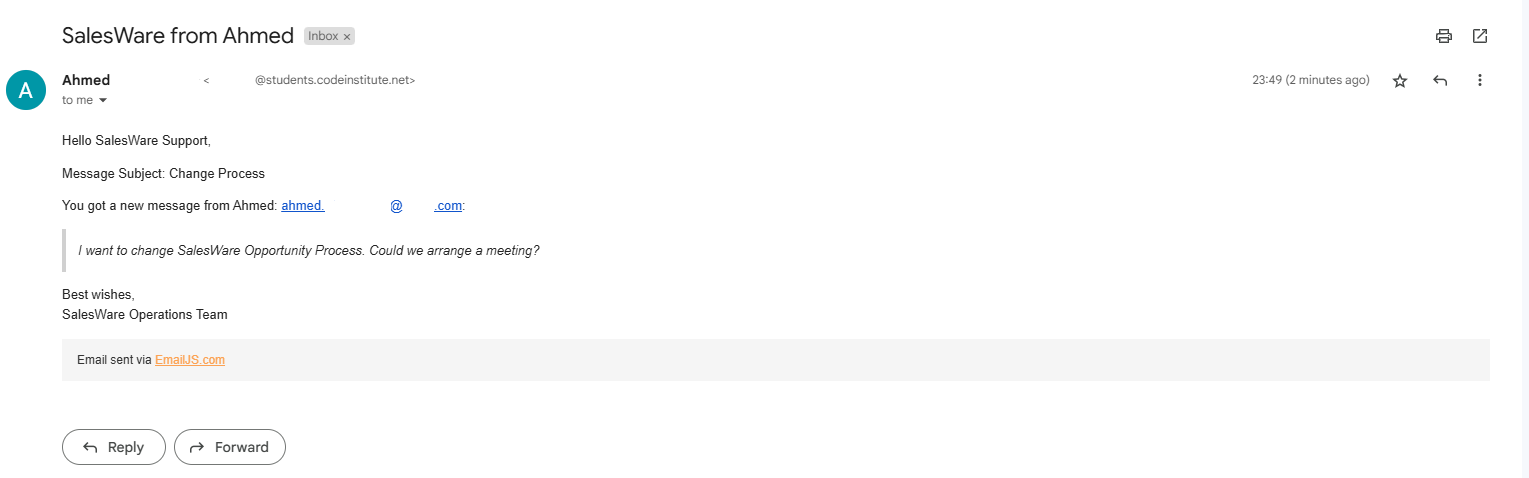 SalesWare from Ahmed Inbox ×
A
Ahmed < @students.codeinstitute.net> 23:49 (2 minutes ago)
to me
Hello SalesWare Support,
Message Subject: Change Process
You got a new message from Ahmed: ahmed. @ .com:
I want to change SalesWare Opportunity Process. Could we arrange a meeting?
Best wishes,
SalesWare Operations Team
Email sent via EmailJS.com
Reply Forward